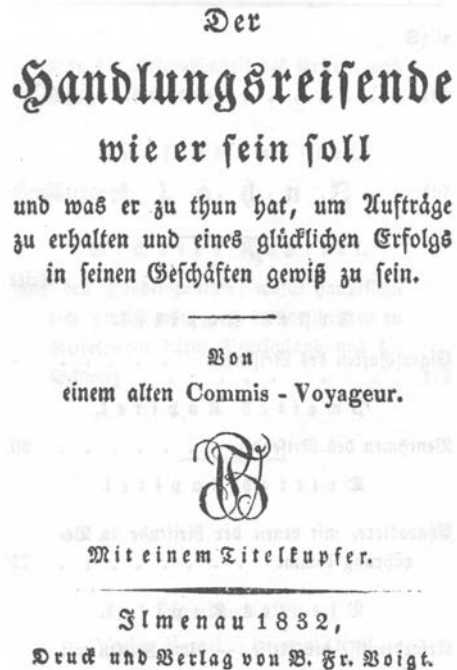 Der
Handlungsreisende
wie er sein soll
und was er zu thun hat, um Aufträge
zu erhalten und eines glücklichen Erfolgs
in seinen Geschäften gewiß zu sein.
Von
einem alten Commis - Voyageur.
Mit einem Titelkupfer.
Ilmenau 1832,
Druck und Verlag von B. Fr. Voigt.